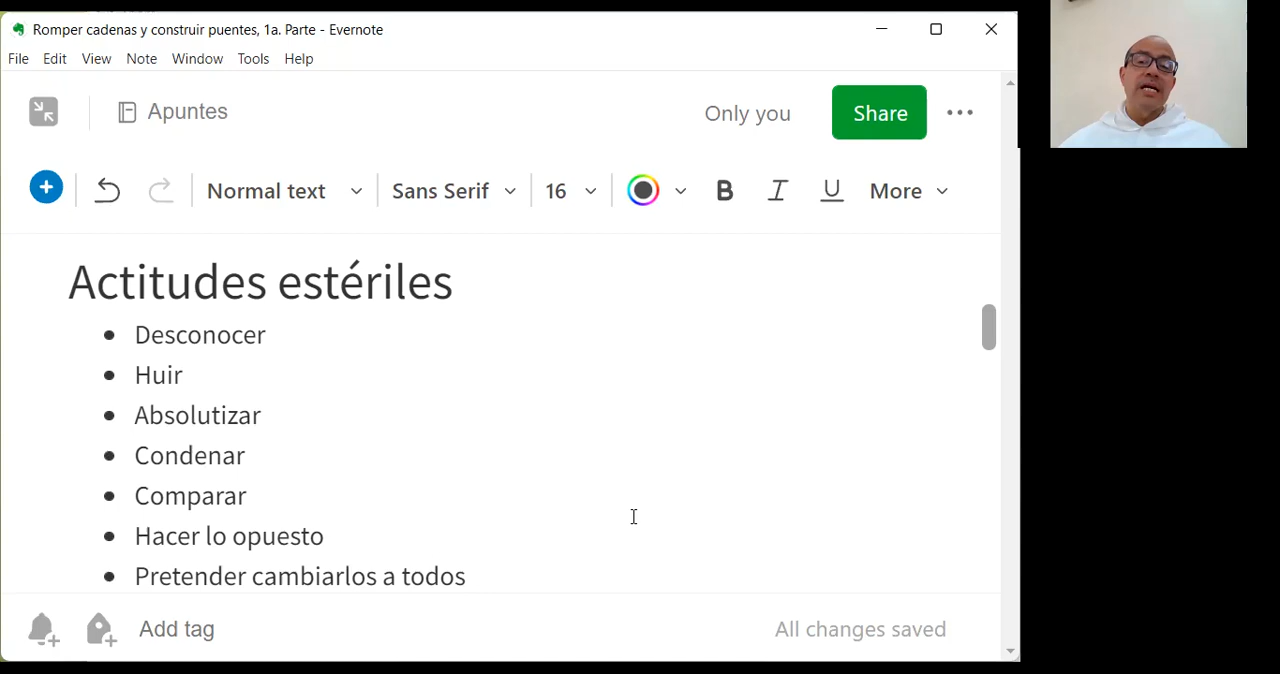 Romper cadenas y construir puentes, 1a. Parte - Evernote
File Edit View Note Window Tools Help
Apuntes Only you Share
Normal text Sans Serif 16 B I U More
Actitudes estériles
• Desconocer
• Huir
• Absolutizar
• Condenar
• Comparar
• Hacer lo opuesto
• Pretender cambiarlos a todos
Add tag All changes saved